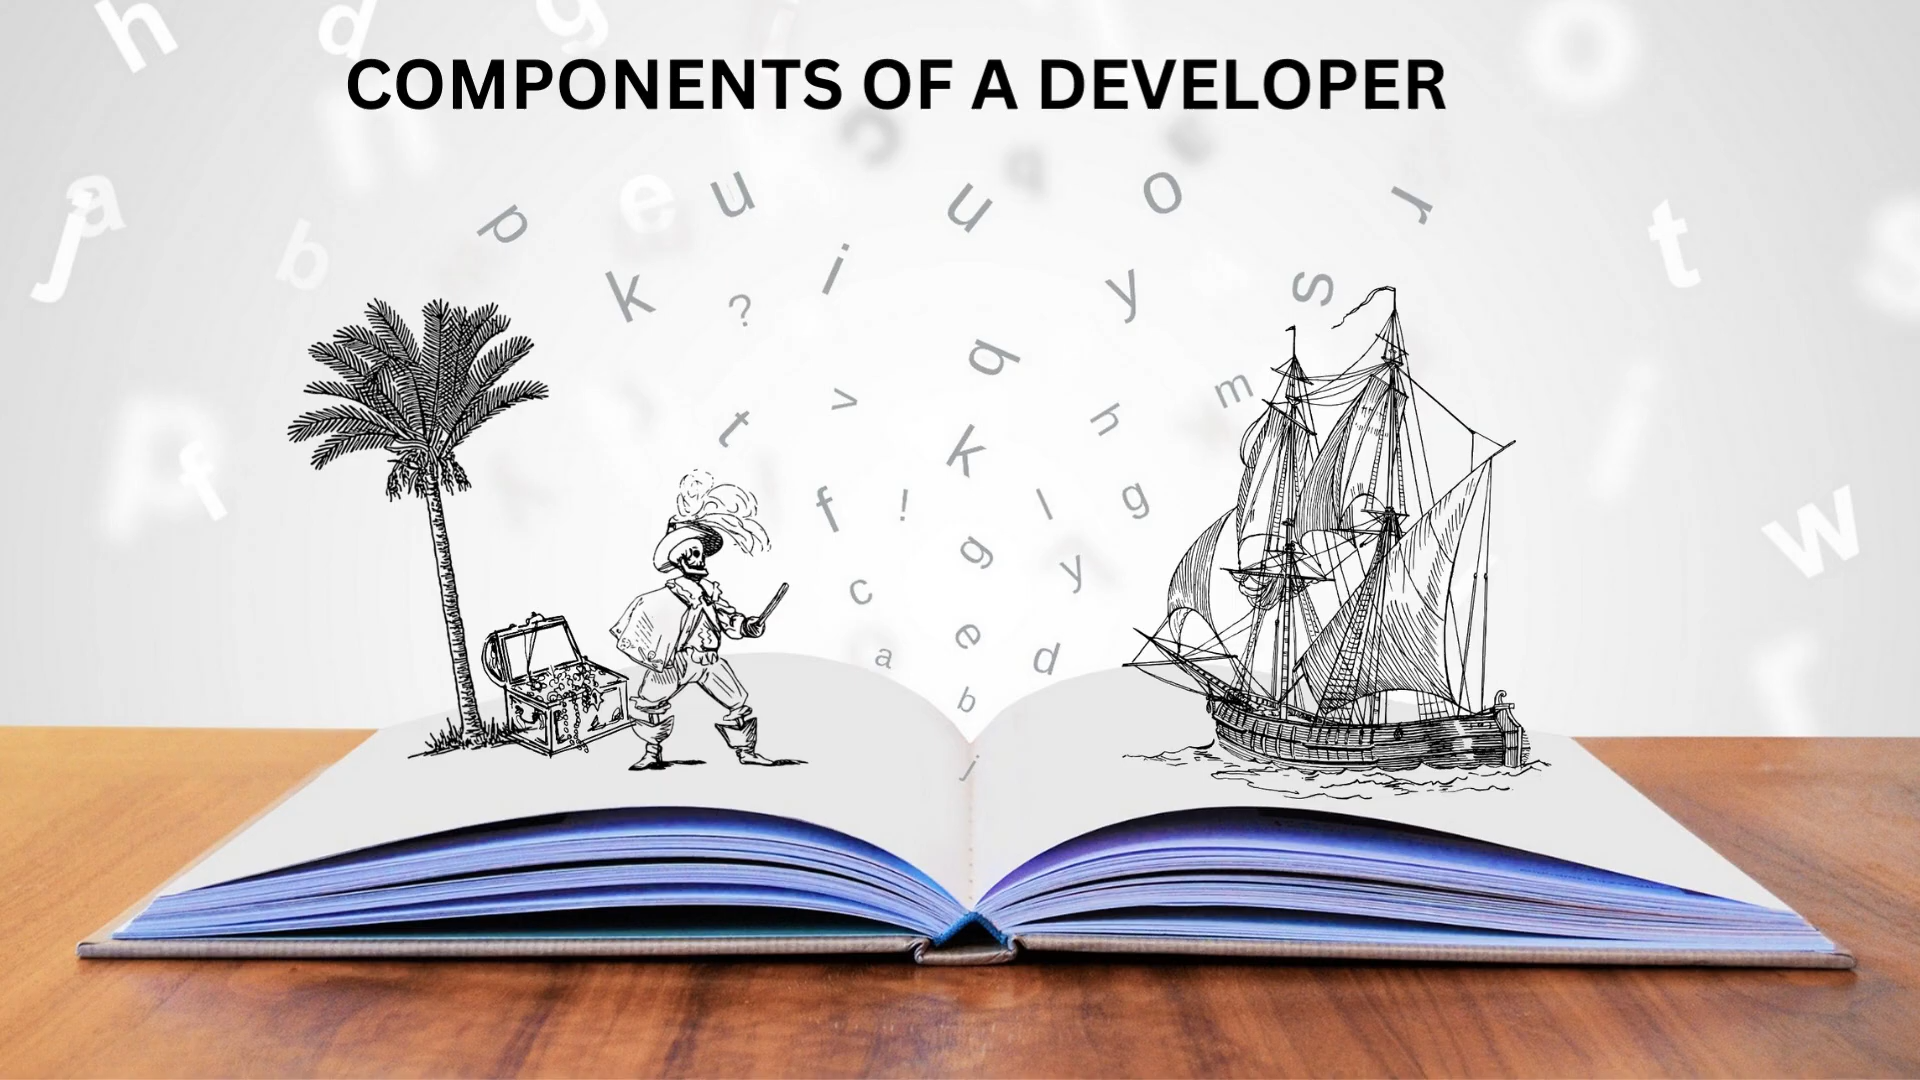 COMPONENTS OF A DEVELOPER
h d g i
o
j a b e u p
u o r t
k ? i y s
q
t v k h m
f f ! l g w
c g y
a e d
b
j